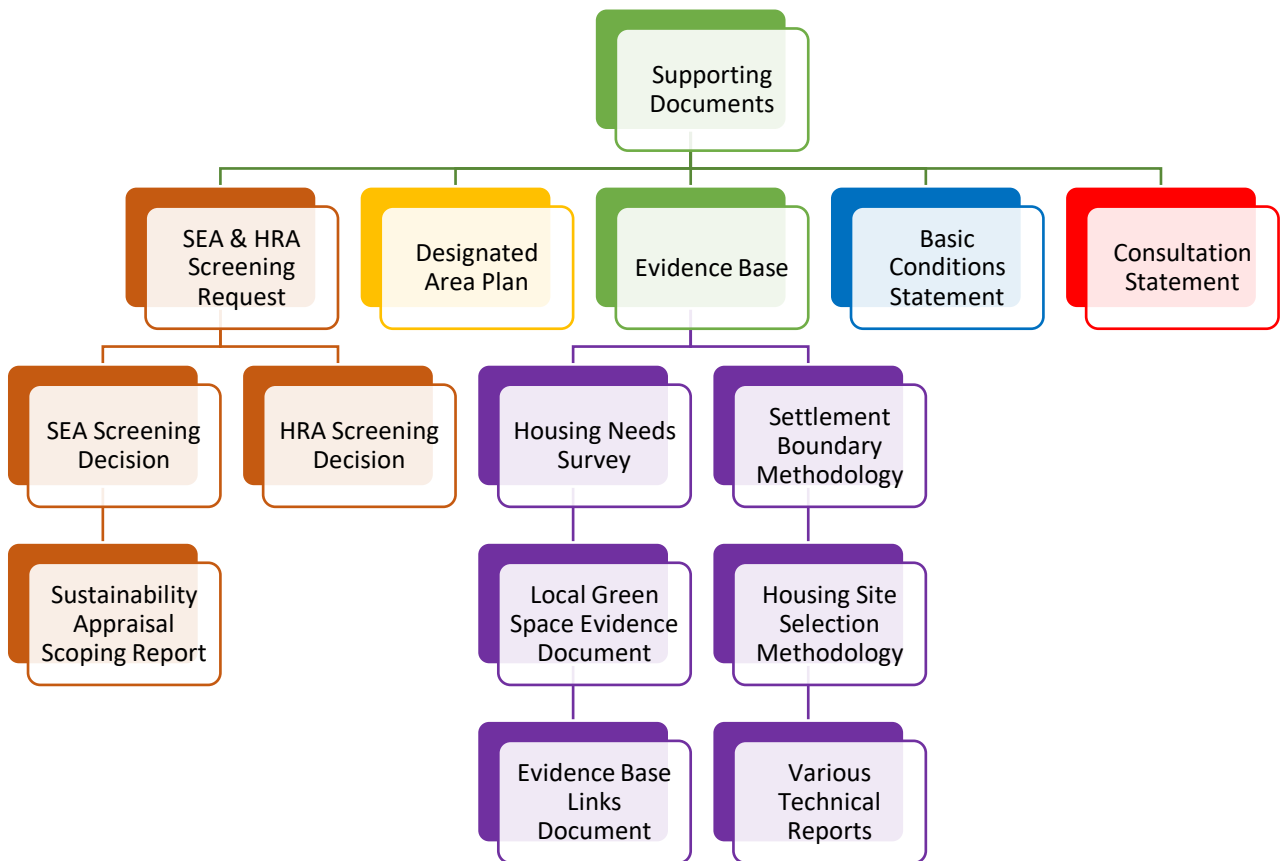 Supporting
Documents
SEA & HRA
Screening
Request
Designated
Area Plan
Evidence Base
Basic
Conditions
Statement
Consultation
Statement
SEA Screening
Decision
HRA Screening
Decision
Housing Needs
Survey
Settlement
Boundary
Methodology
Sustainability
Appraisal
Scoping Report
Local Green
Space Evidence
Document
Housing Site
Selection
Methodology
Evidence Base
Links
Document
Various
Technical
Reports